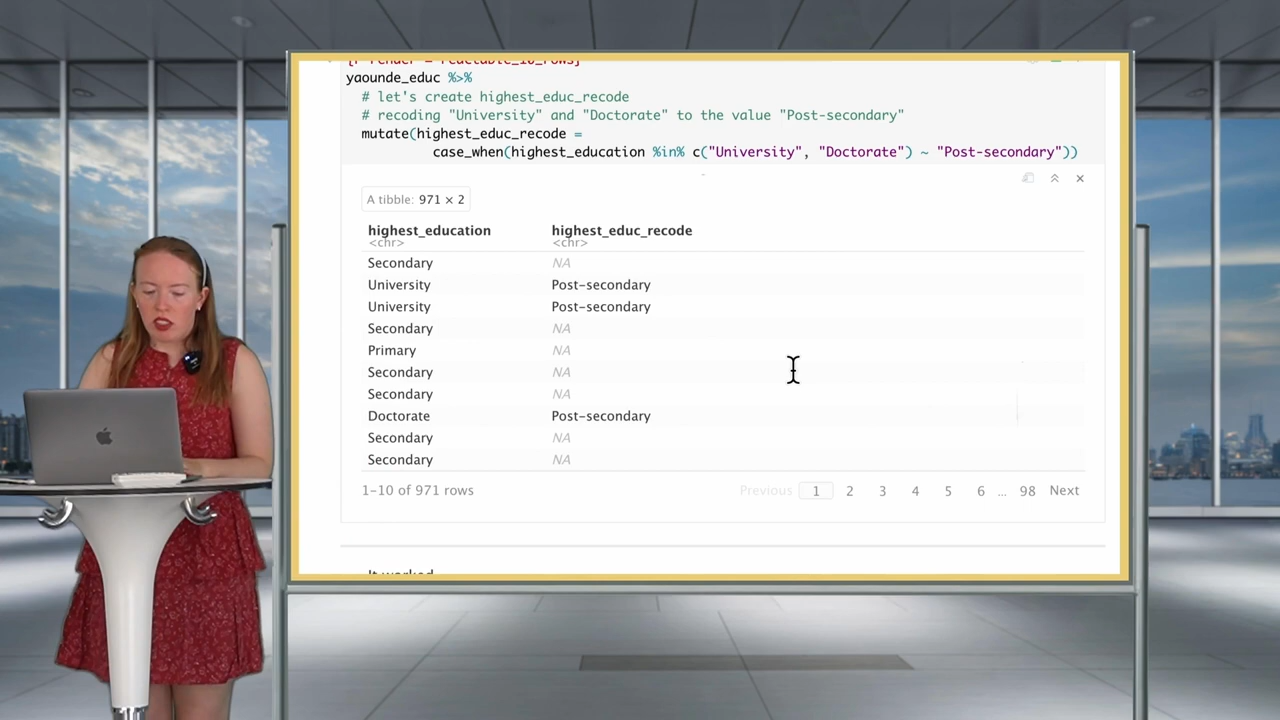 yaounde_educ %>%
# let's create highest_educ_recode
# recoding "University" and "Doctorate" to the value "Post-secondary"
mutate(highest_educ_recode =
case_when(highest_education %in% c("University", "Doctorate") ~ "Post-secondary"))
A tibble: 971 × 2
highest_education highest_educ_recode
<chr> <chr>
Secondary NA
University Post-secondary
University Post-secondary
Secondary NA
Primary NA
Secondary NA
Secondary NA
Doctorate Post-secondary
Secondary NA
Secondary NA
1-10 of 971 rows Previous 1 2 3 4 5 6 ... 98 Next